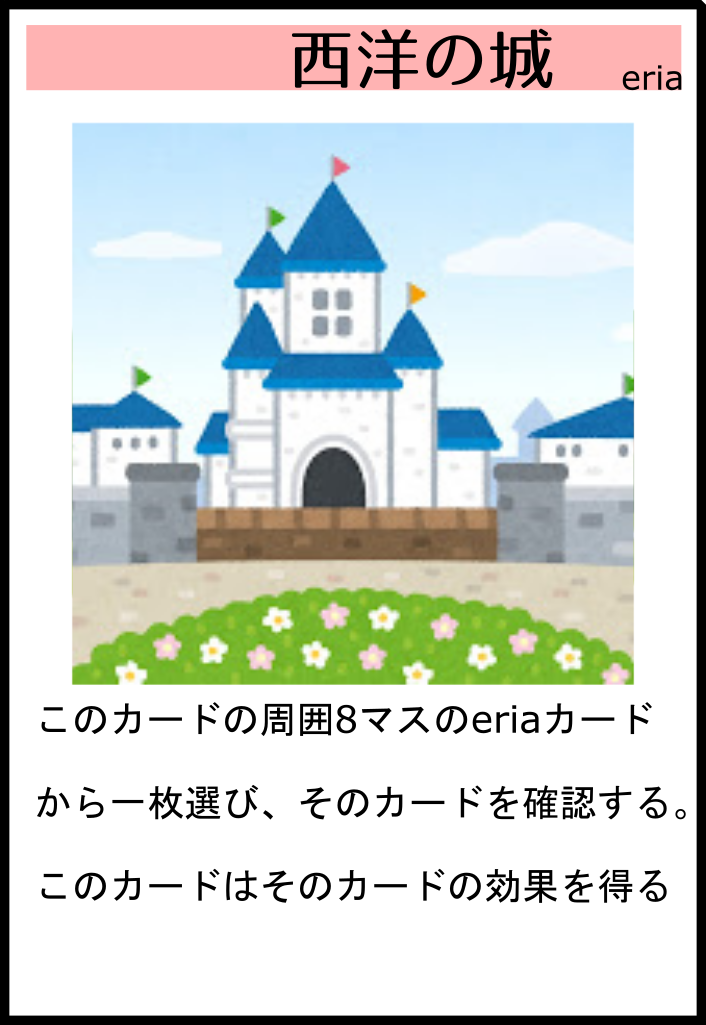 西洋の城
eria
このカードの周囲8マスのeriaカード
から一枚選び、そのカードを確認する。
このカードはそのカードの効果を得る